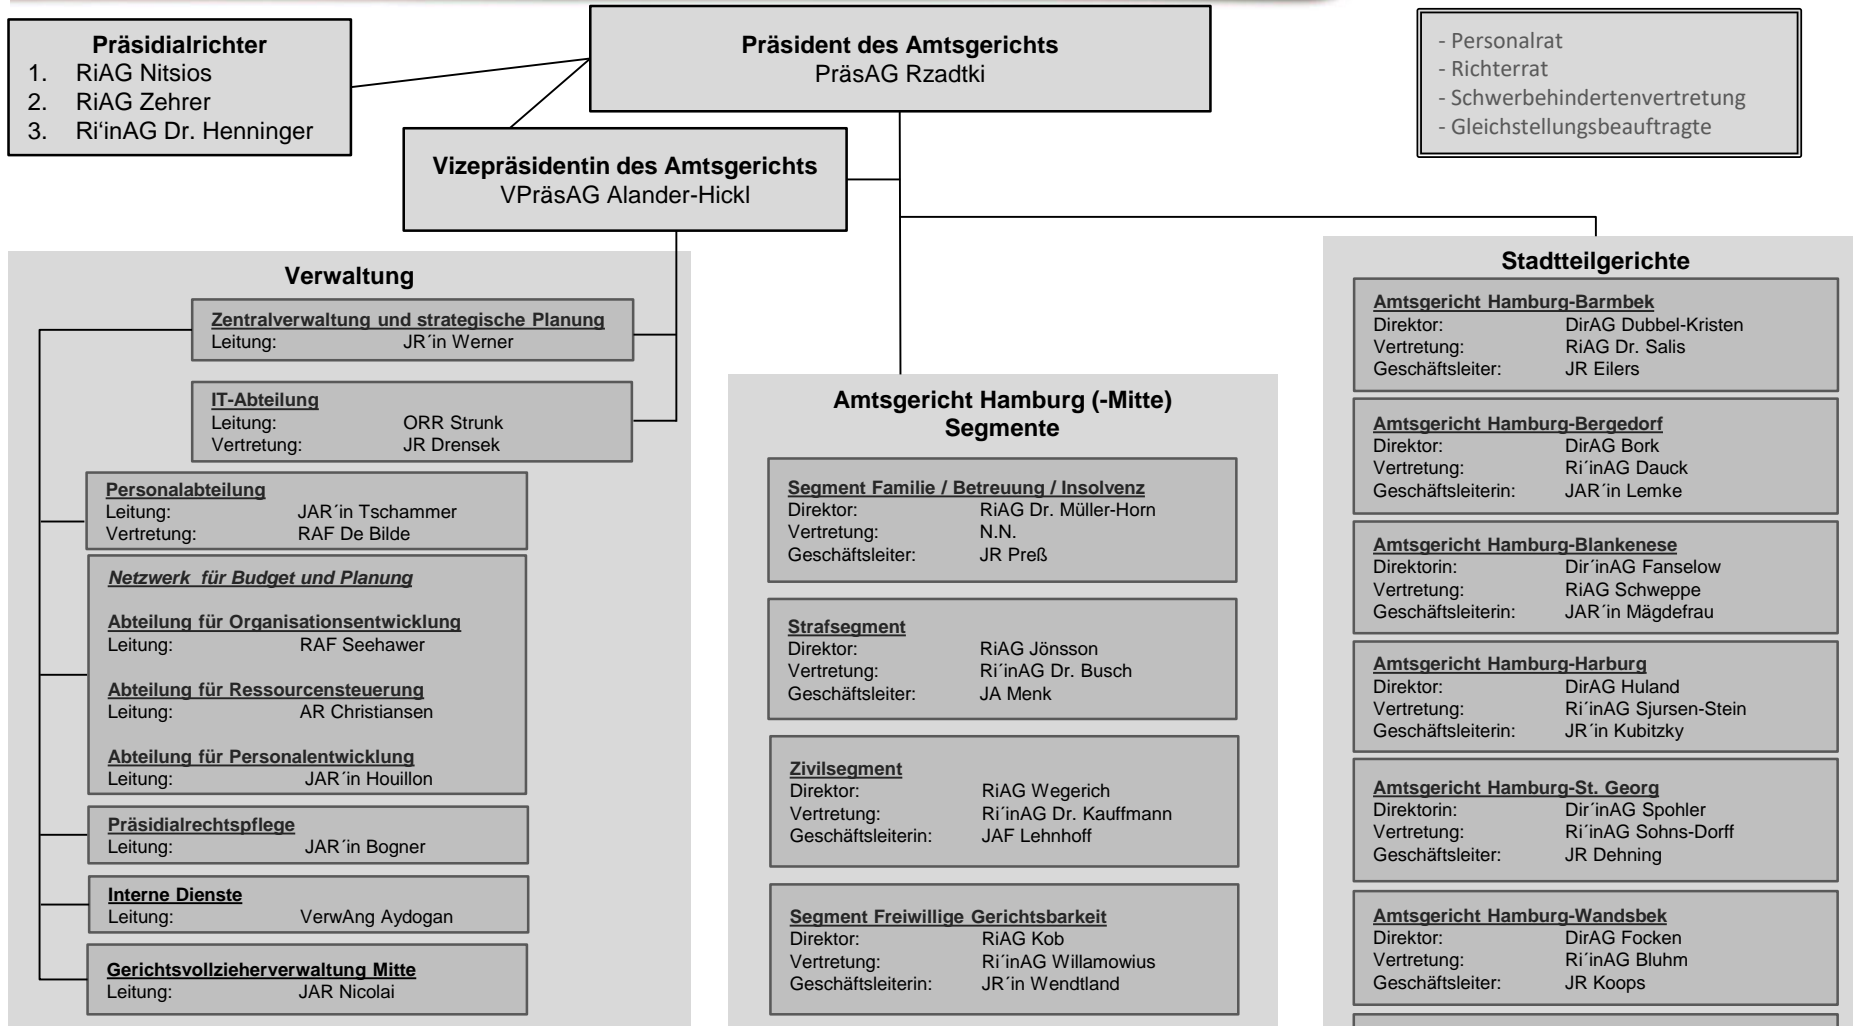 Präsidialrichter
1. RiAG Nitsios
2. RiAG Zehrer
3. Ri‘inAG Dr. Henninger
Präsident des Amtsgerichts
PräsAG Rzadtki
- Personalrat
- Richterrat
- Schwerbehindertenvertretung
- Gleichstellungsbeauftragte
Vizepräsidentin des Amtsgerichts
VPräsAG Alander-Hickl
Verwaltung
Zentralverwaltung und strategische Planung
Leitung: JR´in Werner
IT-Abteilung
Leitung: ORR Strunk
Vertretung: JR Drensek
Personalabteilung
Leitung: JAR´in Tschammer
Vertretung: RAF De Bilde
Netzwerk für Budget und Planung
Abteilung für Organisationsentwicklung
Leitung: RAF Seehawer
Abteilung für Ressourcensteuerung
Leitung: AR Christiansen
Abteilung für Personalentwicklung
Leitung: JAR´in Houillon
Präsidialrechtspflege
Leitung: JAR´in Bogner
Interne Dienste
Leitung: VerwAng Aydogan
Gerichtsvollzieherverwaltung Mitte
Leitung: JAR Nicolai
Amtsgericht Hamburg (-Mitte)
Segmente
Segment Familie / Betreuung / Insolvenz
Direktor: RiAG Dr. Müller-Horn
Vertretung: N.N.
Geschäftsleiter: JR Preß
Strafsegment
Direktor: RiAG Jönsson
Vertretung: Ri´inAG Dr. Busch
Geschäftsleiter: JA Menk
Zivilsegment
Direktor: RiAG Wegerich
Vertretung: Ri´inAG Dr. Kauffmann
Geschäftsleiterin: JAF Lehnhoff
Segment Freiwillige Gerichtsbarkeit
Direktor: RiAG Kob
Vertretung: Ri´inAG Willamowius
Geschäftsleiterin: JR´in Wendtland
Stadtteilgerichte
Amtsgericht Hamburg-Barmbek
Direktor: DirAG Dubbel-Kristen
Vertretung: RiAG Dr. Salis
Geschäftsleiter: JR Eilers
Amtsgericht Hamburg-Bergedorf
Direktor: DirAG Bork
Vertretung: Ri´inAG Dauck
Geschäftsleiterin: JAR´in Lemke
Amtsgericht Hamburg-Blankenese
Direktorin: Dir´inAG Fanselow
Vertretung: RiAG Schweppe
Geschäftsleiterin: JAR´in Mägdefrau
Amtsgericht Hamburg-Harburg
Direktor: DirAG Huland
Vertretung: Ri´inAG Sjursen-Stein
Geschäftsleiterin: JR´in Kubitzky
Amtsgericht Hamburg-St. Georg
Direktorin: Dir´inAG Spohler
Vertretung: Ri´inAG Sohns-Dorff
Geschäftsleiter: JR Dehning
Amtsgericht Hamburg-Wandsbek
Direktor: DirAG Focken
Vertretung: Ri´inAG Bluhm
Geschäftsleiter: JR Koops